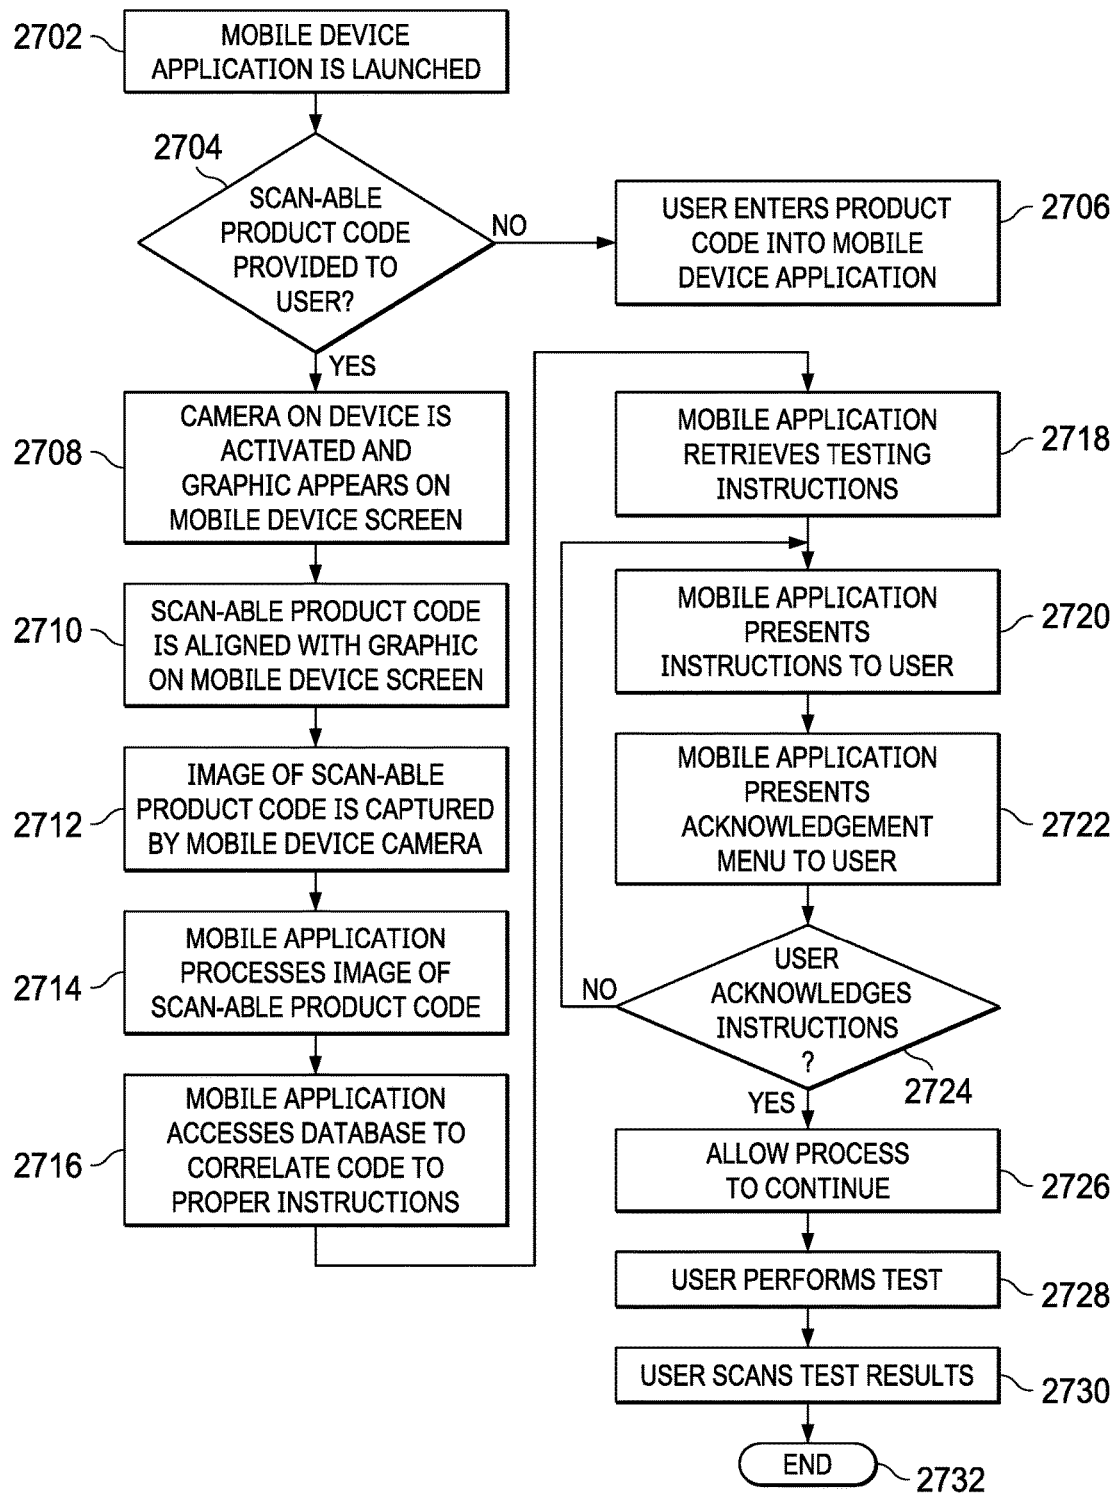 2702
MOBILE DEVICE
APPLICATION IS LAUNCHED
2704
SCAN-ABLE
PRODUCT CODE
PROVIDED TO
USER?
NO
USER ENTERS PRODUCT
CODE INTO MOBILE
DEVICE APPLICATION
2706
YES
2708
CAMERA ON DEVICE IS
ACTIVATED AND
GRAPHIC APPEARS ON
MOBILE DEVICE SCREEN
2710
SCAN-ABLE PRODUCT CODE
IS ALIGNED WITH GRAPHIC
ON MOBILE DEVICE SCREEN
2712
IMAGE OF SCAN-ABLE
PRODUCT CODE IS CAPTURED
BY MOBILE DEVICE CAMERA
2714
MOBILE APPLICATION
PROCESSES IMAGE OF
SCAN-ABLE PRODUCT CODE
2716
MOBILE APPLICATION
ACCESSES DATABASE TO
CORRELATE CODE TO
PROPER INSTRUCTIONS
MOBILE APPLICATION
RETRIEVES TESTING
INSTRUCTIONS
2718
MOBILE APPLICATION
PRESENTS
INSTRUCTIONS TO USER
2720
MOBILE APPLICATION
PRESENTS
ACKNOWLEDGEMENT
MENU TO USER
2722
USER
ACKNOWLEDGES
INSTRUCTIONS
?
NO
2724
YES
ALLOW PROCESS
TO CONTINUE
2726
USER PERFORMS TEST
2728
USER SCANS TEST RESULTS
2730
END
2732